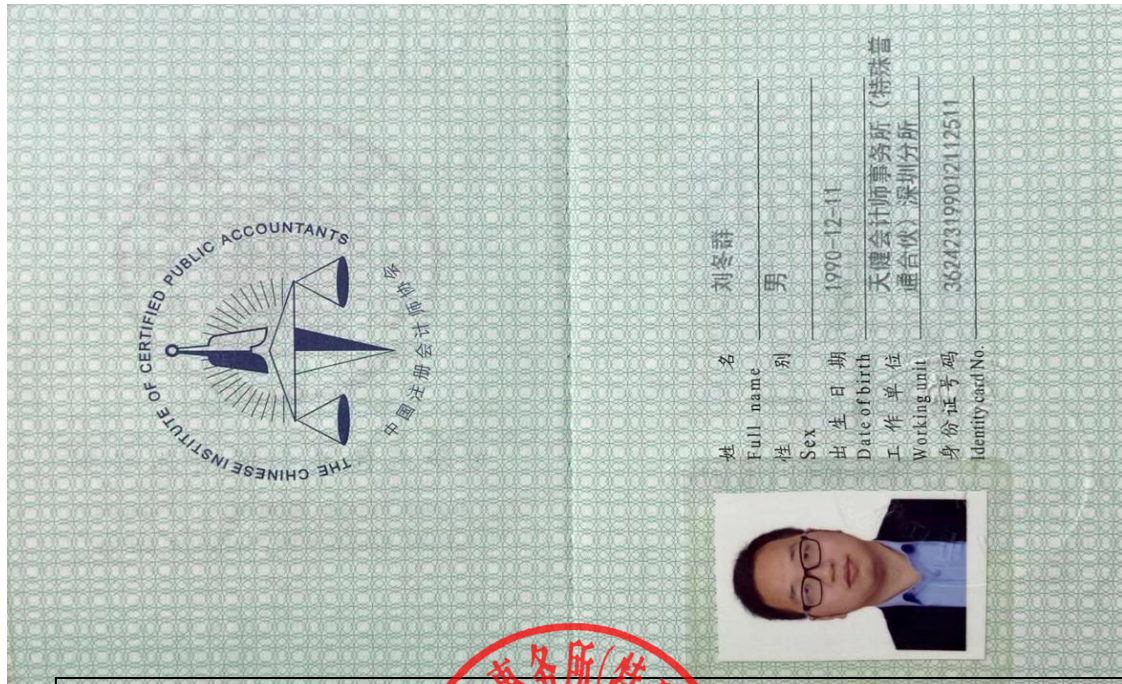 THE CHINESE INSTITUTE OF CERTIFIED PUBLIC ACCOUNTANTS
中国注册会计师协会
姓 名 刘冬群
Full name
性 别 男
Sex
出 生 日 期 1990-12-11
Date of birth
工 作 单 位 天健会计师事务所(特殊普
Working unit 通合伙)深圳分所
身份证号码 362423199012112511
Identity card No.
事务所(特